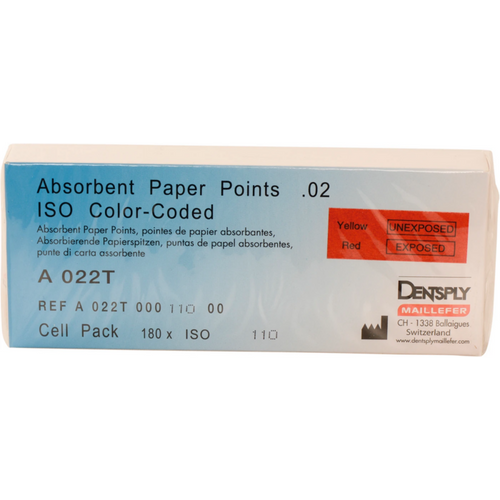 Absorbent Paper Points .02
ISO Color-Coded
Absorbent Paper Points, pointes de papier absorbantes,
Absorbierende Papierspitzen, puntas de papel absorbentes,
punte di carta assorbente
A 022T
REF A 022T 000 110 00
Cell Pack 180 x ISO 110
Yellow UNEXPOSED
Red EXPOSED
DENTSPLY
MAILLEFER
CH - 1338 Ballaigues
Switzerland
www.dentsplymaillefer.com